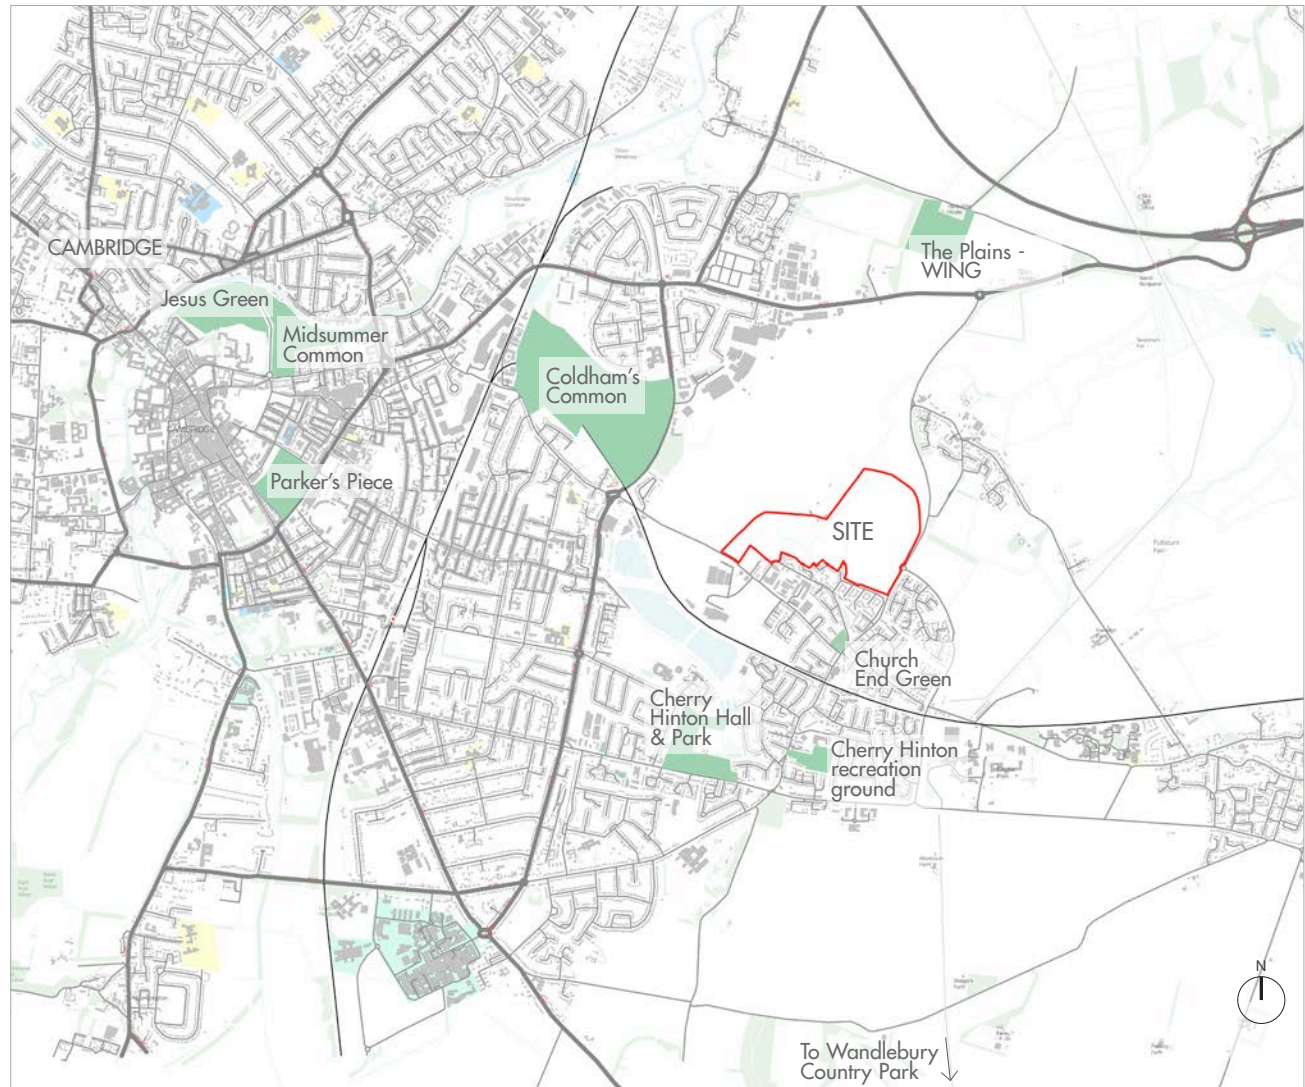 The Plains -
WING
CAMBRIDGE
Jesus Green
Midsummer
Common
Coldham's
Common
Parker's Piece
SITE
Church
End Green
Cherry
Hinton Hall
& Park
Cherry Hinton
recreation
ground
N
To Wandlebury
Country Park